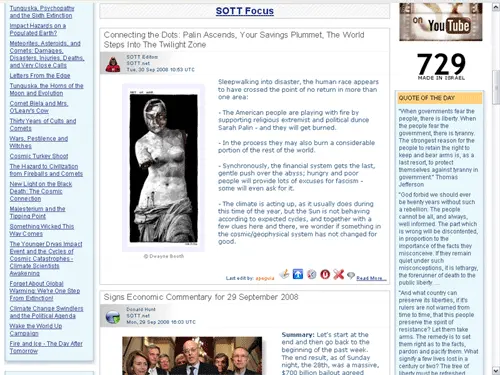 Tunguska, Psychopathy
and the Sixth Extinction
Impact Hazards on a
Populated Earth?
Meteorites, Asteroids, and
Comets: Damages,
Disasters, Injuries, Deaths,
and Very Close Calls
Letters From the Edge
Tunguska, the Horns of the
Moon and Evolution
Comet Biela and Mrs.
O'Leary's Cow
Thirty Years of Cults and
Comets
Wars, Pestilence and
Witches
Cosmic Turkey Shoot
The Hazard to Civilization
from Fireballs and Comets
New Light on the Black
Death: The Cosmic
Connection
Majesterium and the
Tipping Point
Something Wicked This
Way Comes
The Younger Dryas Impact
Event and the Cycles of
Cosmic Catastrophes -
Climate Scientists
Awakening
Forget About Global
Warming: We're One Step
From Extinction!
Climate Change Swindlers
and the Political Agenda
Wake the World Up
Campaign
Fire and Ice - The Day After
Tomorrow
SOTT Focus
Connecting the Dots: Palin Ascends, Your Savings Plummet, The World
Steps Into The Twilight Zone
SOTT Editor
SOTT.net
Tue, 30 Sep 2008 10:53 UTC
© Dwayne Booth
Sleepwalking into disaster, the human race appears
to have crossed the point of no return in more than
one area:
- The American people are playing with fire by
supporting religious extremist and political dunce
Sarah Palin - and they will get burned.
- In the process they may also burn a considerable
portion of the rest of the world.
- Synchronously, the financial system gets the last,
gentle push over the abyss; hungry and poor
people will provide lots of excuses for fascism -
some will even ask for it.
- The climate is acting up, as it usually does during
this time of the year, but the Sun is not behaving
according to expected cycles, and together with a
few clues here and there, we wonder if something in
the cosmic/geophysical system has not changed for
good.
Last edit by:
Read More...
Signs Economic Commentary for 29 September 2008
Donald Hunt
SOTT.net
Mon, 29 Sep 2008 18:03 UTC
Summary: Let's start at the
end and then go back to the
beginning of the past week.
The end result, as of Sunday
night, the 28th, was a massive,
$700 billion bailout agreed
You Tube
729
MADE IN ISRAEL
QUOTE OF THE DAY
"When governments fear the
people, there is liberty. When
the people fear the
government, there is tyranny.
The strongest reason for the
people to retain the right to
keep and bear arms is, as a
last resort, to protect
themselves against tyranny in
government." Thomas
Jefferson
"God forbid we should ever
be twenty years without such
a rebellion. The people
cannot be all, and always,
well informed. The part which
is wrong will be discontented,
in proportion to the
importance of the facts they
misconceive. If they remain
quiet under such
misconceptions, it is lethargy,
the forerunner of death to the
public liberty. ...
"And what country can
preserve its liberties, if it's
rulers are not warned from
time to time, that this people
preserve the spirit of
resistance? Let them take
arms. The remedy is to set
them right as to the facts,
pardon and pacify them. What
signify a few lives lost in a
century or two? The tree of
liberty must be refreshed